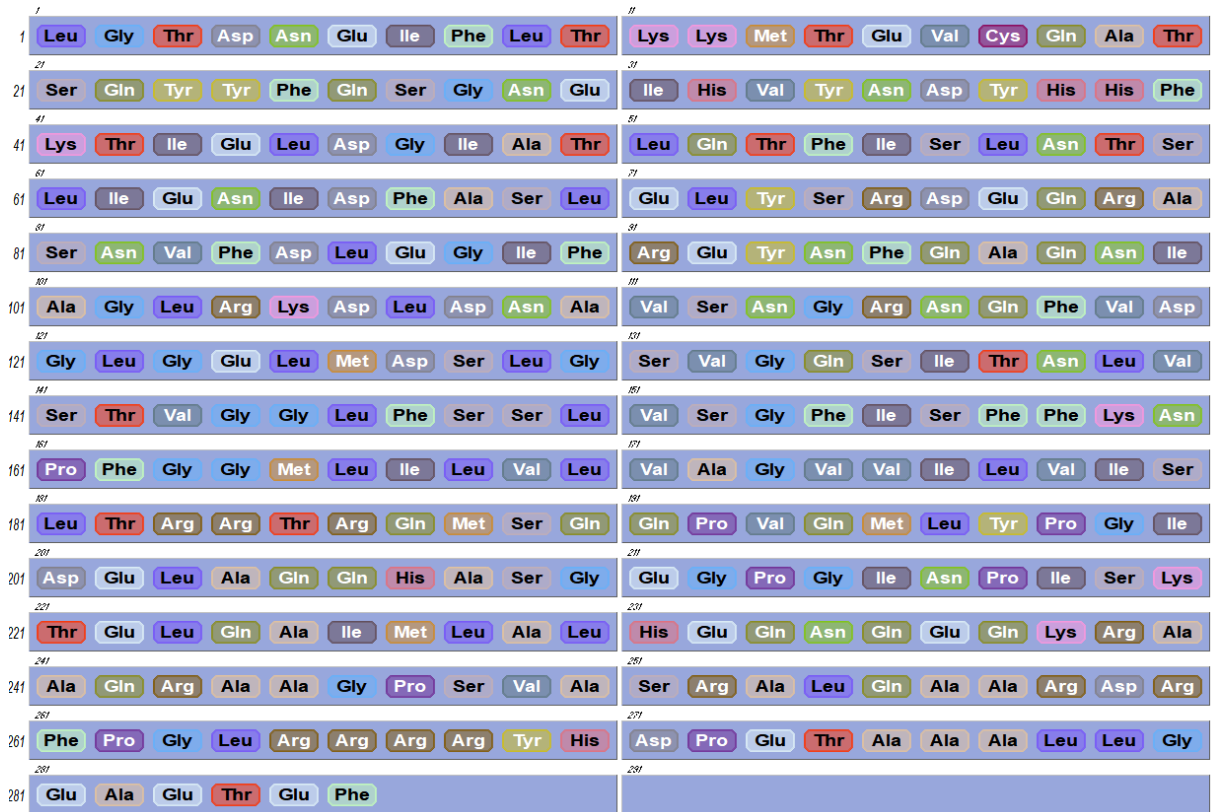 1 11
1 Leu Gly Thr Asp Asn Glu Ile Phe Leu Thr Lys Lys Met Thr Glu Val Cys Gln Ala Thr
21 31
21 Ser Gln Tyr Tyr Phe Gln Ser Gly Asn Glu Ile His Val Tyr Asn Asp Tyr His His Phe
41 51
41 Lys Thr Ile Glu Leu Asp Gly Ile Ala Thr Leu Gln Thr Phe Ile Ser Leu Asn Thr Ser
61 71
61 Leu Ile Glu Asn Ile Asp Phe Ala Ser Leu Glu Leu Tyr Ser Arg Asp Glu Gln Arg Ala
81 91
81 Ser Asn Val Phe Asp Leu Glu Gly Ile Phe Arg Glu Tyr Asn Phe Gln Ala Gln Asn Ile
101 111
101 Ala Gly Leu Arg Lys Asp Leu Asp Asn Ala Val Ser Asn Gly Arg Asn Gln Phe Val Asp
121 131
121 Gly Leu Gly Glu Leu Met Asp Ser Leu Gly Ser Val Gly Gln Ser Ile Thr Asn Leu Val
141 151
141 Ser Thr Val Gly Gly Leu Phe Ser Ser Leu Val Ser Gly Phe Ile Ser Phe Phe Lys Asn
161 171
161 Pro Phe Gly Gly Met Leu Ile Leu Val Leu Val Ala Gly Val Val Ile Leu Val Ile Ser
181 191
181 Leu Thr Arg Arg Thr Arg Gln Met Ser Gln Gln Pro Val Gln Met Leu Tyr Pro Gly Ile
201 211
201 Asp Glu Leu Ala Gln Gln His Ala Ser Gly Glu Gly Pro Gly Ile Asn Pro Ile Ser Lys
221 231
221 Thr Glu Leu Gln Ala Ile Met Leu Ala Leu His Glu Gln Asn Gln Glu Gln Lys Arg Ala
241 251
241 Ala Gln Arg Ala Ala Gly Pro Ser Val Ala Ser Arg Ala Leu Gln Ala Ala Arg Asp Arg
261 271
261 Phe Pro Gly Leu Arg Arg Arg Arg Tyr His Asp Pro Glu Thr Ala Ala Ala Leu Leu Gly
281 291
281 Glu Ala Glu Thr Glu Phe